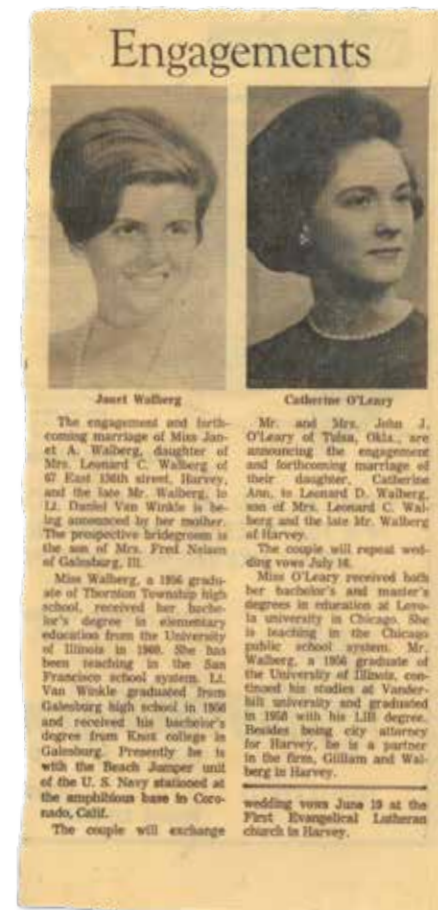 Engagements
Janet Walberg
The engagement and forth-
coming marriage of Miss Jan-
et A. Walberg, daughter of
Mrs. Leonard C. Walberg of
67 East 156th street, Harvey,
and the late Mr. Walberg, to
Lt. Daniel Van Winkle is be-
ing announced by her mother.
The prospective bridegroom is
the son of Mrs. Fred Nelson
of Galesburg, Ill.
Miss Walberg, a 1956 gradu-
ate of Thornton Township high
school, received her bache-
lor's degree in elementary
education from the University
of Illinois in 1960. She has
been teaching in the San
Francisco school system. Lt.
Van Winkle graduated from
Galesburg high school in
and received his bachelor's
degree from Knox college in
Galesburg. Presently he is
with the Beach Jumper unit
of the U. S. Navy stationed at
the amphibious base in Coro-
nado, Calif.
The couple will exchange
Catherine O'Leary
Mr. and Mrs. John J.
O'Leary of Tulsa, Okla., are
announcing the engagement
and forthcoming marriage of
their daughter, Catherine
Ann, to Leonard D. Walberg,
son of Mrs. Leonard C. Wal-
berg and the late Mr. Walberg
of Harvey.
The couple will repeat wed-
ding vows July 16.
Miss O'Leary received both
her bachelor's and master's
degrees in education at Loyo-
la university in Chicago. She
is teaching in the Chicago
public school system. Mr.
Walberg, a 1956 graduate of
the University of Illinois, con-
tinued his studies at Vander-
bilt university and graduated
in 1958 with his LlB degree.
Besides being city attorney
for Harvey, he is a partner
in the firm, Gilliam and Wal-
berg in Harvey.
wedding vows June 19 at the
First Evangelical Lutheran
church in Harvey.